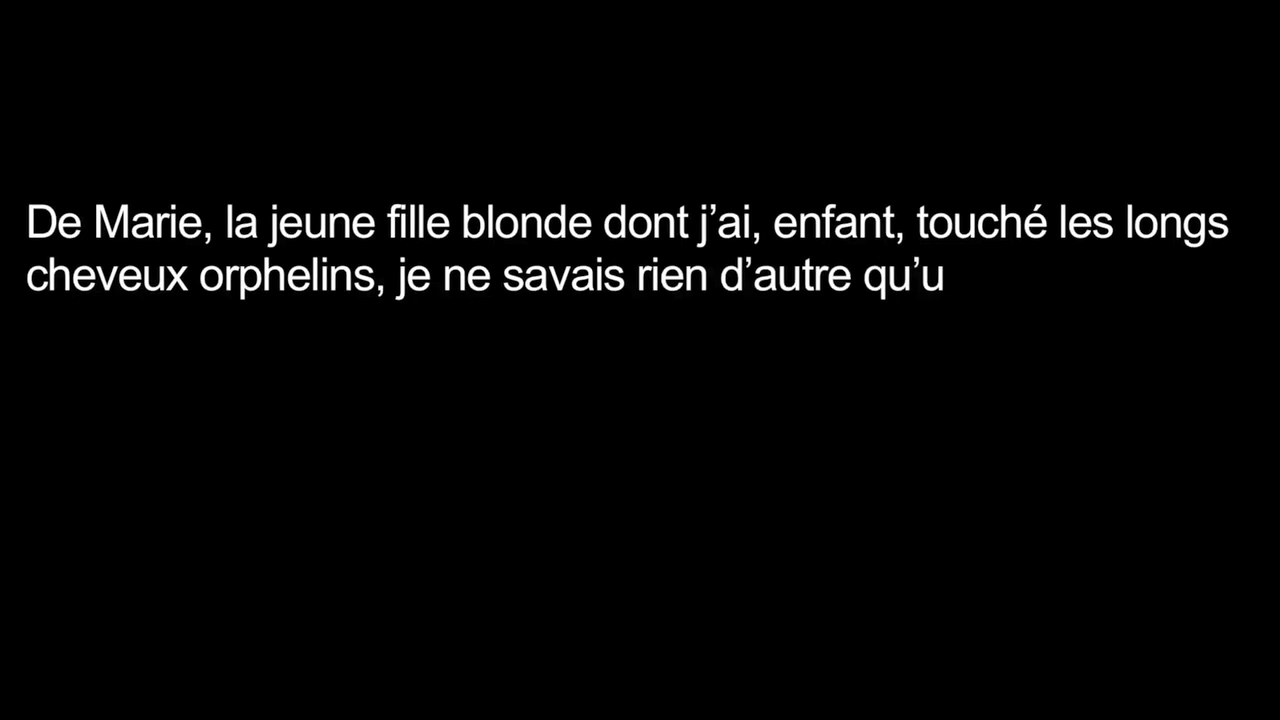 De Marie, la jeune fille blonde dont j’ai, enfant, touché les longs
cheveux orphelins, je ne savais rien d’autre qu’u